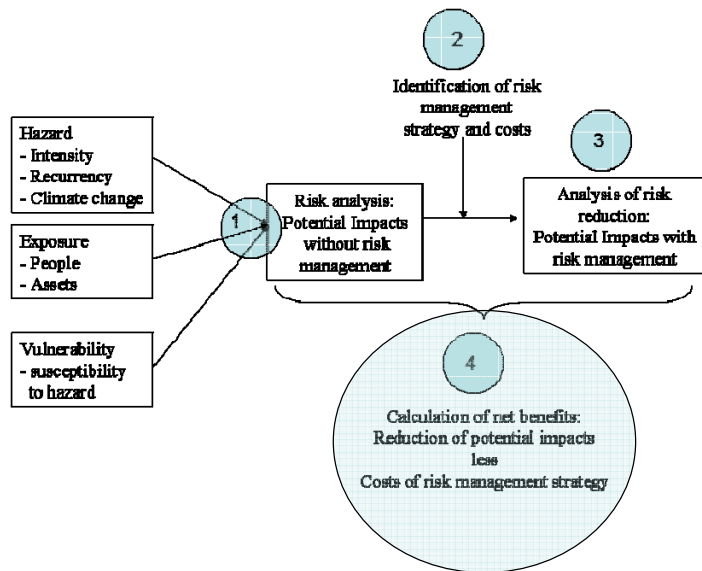 2
Identification of risk
management
strategy and costs
3
Hazard
- Intensity
- Recurrency
- Climate change
1
Risk analysis:
Potential Impacts
without risk
management
Analysis of risk
reduction:
Potential Impacts with
risk management
Exposure
- People
- Assets
Vulnerability
- susceptibility
to hazard
4
Calculation of net benefits:
Reduction of potential impacts
less
Costs of risk management strategy